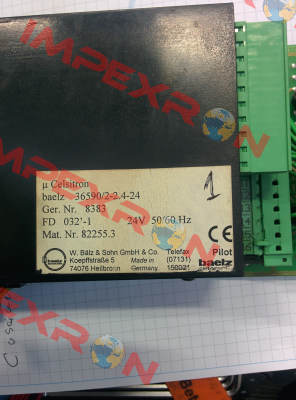 IMPEXRON
IMPEXRON
1
µ Celsitron
baelz 36590/2-2.4-24
Ger. Nr. 8383
FD 032'-1 24V 50/60 Hz
Mat. Nr. 82255.3
CE
W. Bälz & Sohn GmbH & Co. Telefax Pilot
Koepffstraße 5 Made in (07131) baelz
74076 Heilbronn Germany 150021
IMPEXRON